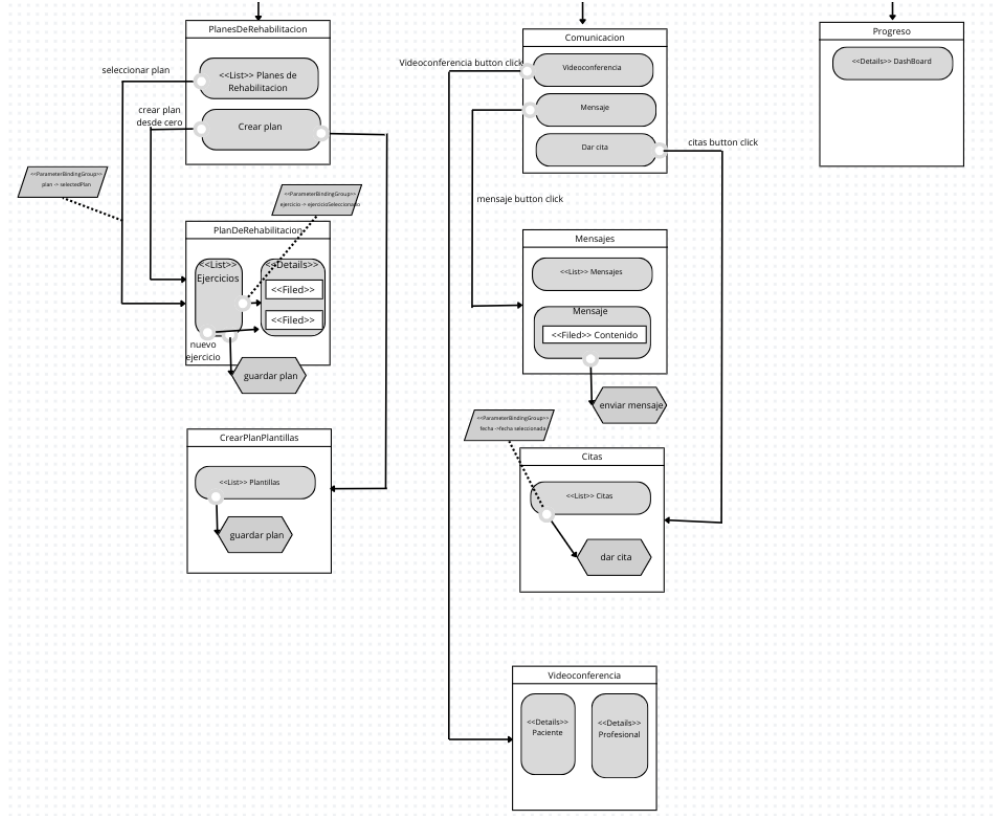 PlanesDeRehabilitacion
seleccionar plan
<<List>> Planes de
Rehabilitacion
crear plan
desde cero
Crear plan
<<ParameterBindingGroup>>
plan -> selectedPlan
<<ParameterBindingGroup>>
ejercicio -> ejercicioSeleccionado
PlanDeRehabilitacion
<<List>>
Ejercicios
<<Details>>
<<Filed>>
<<Filed>>
nuevo
ejercicio
guardar plan
CrearPlanPlantillas
<<List>> Plantillas
guardar plan
Comunicacion
Videoconferencia button click
Videoconferencia
Mensaje
Dar cita
citas button click
mensaje button click
Mensajes
<<List>> Mensajes
Mensaje
<<Filed>> Contenido
enviar mensaje
<<ParameterBindingGroup>>
fecha ->fecha seleccionada
Citas
<<List>> Citas
dar cita
Videoconferencia
<<Details>>
Paciente
<<Details>>
Profesional
Progreso
<<Details>> DashBoard